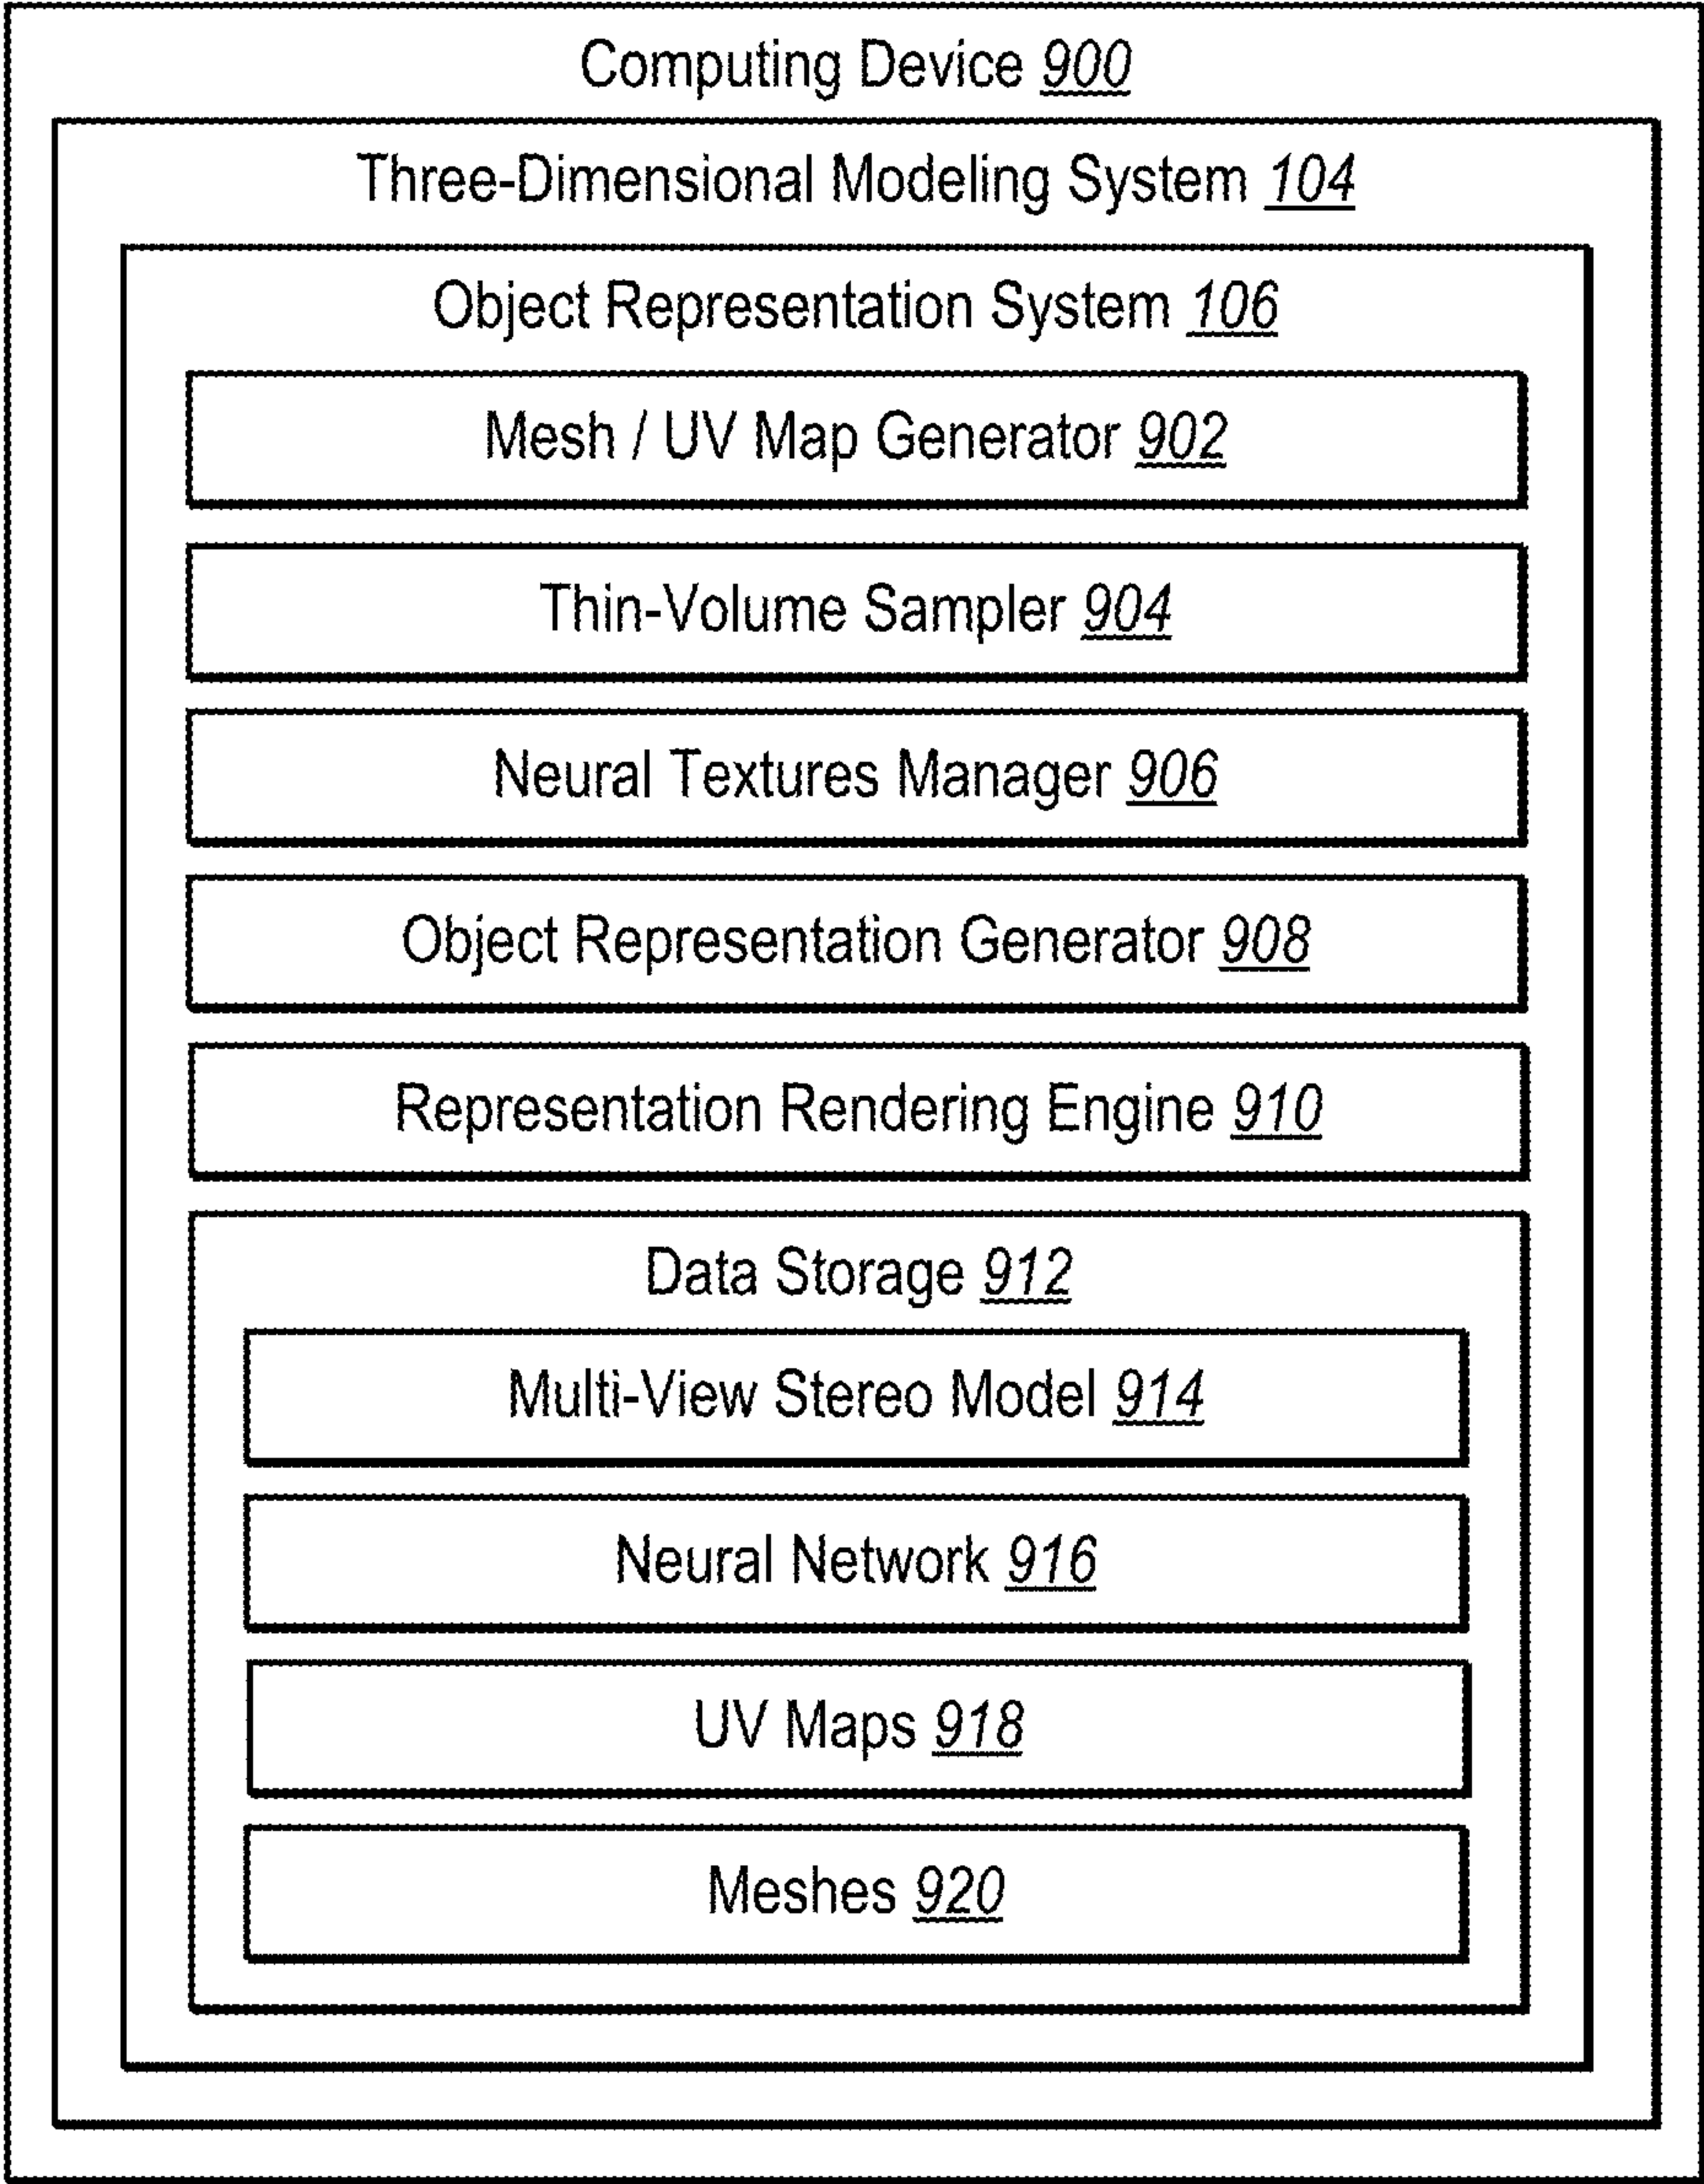 Computing Device 900
Three-Dimensional Modeling System 104
Object Representation System 106
Mesh / UV Map Generator 902
Thin-Volume Sampler 904
Neural Textures Manager 906
Object Representation Generator 908
Representation Rendering Engine 910
Data Storage 912
Multi-View Stereo Model 914
Neural Network 916
UV Maps 918
Meshes 920